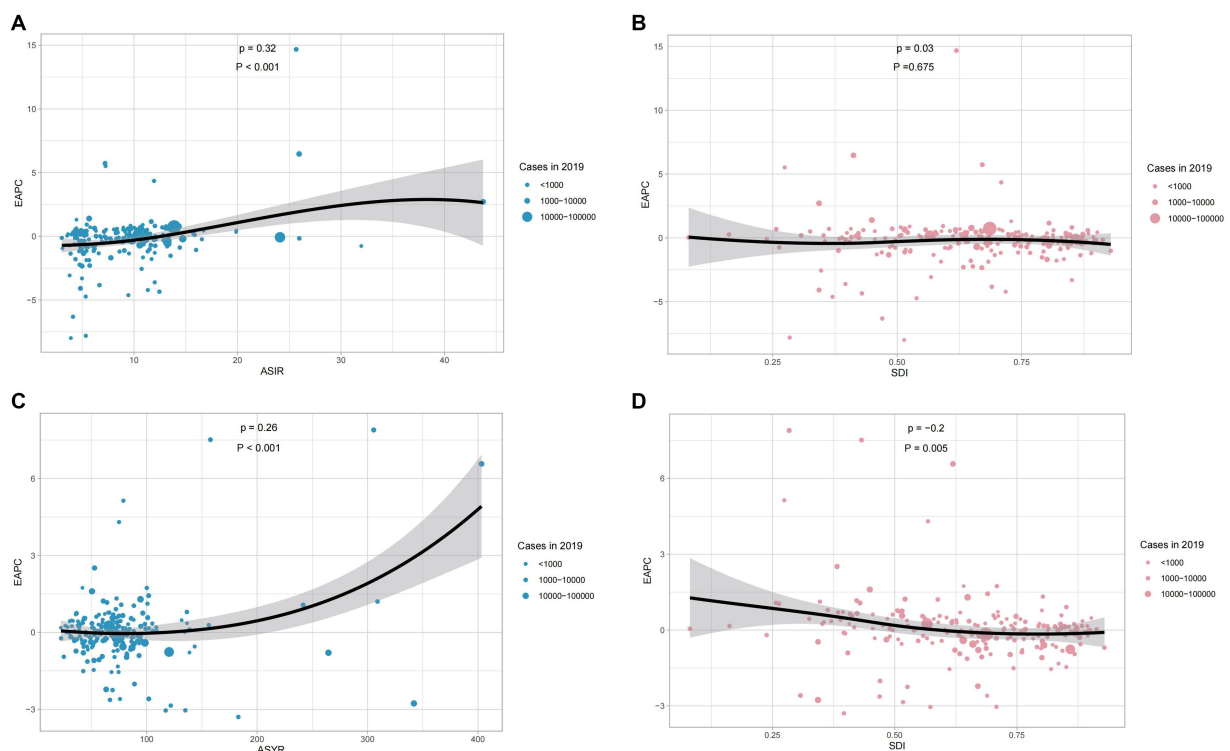 A
p = 0.32
P < 0.001
15
10
5
0
−5
EAPC
10
20
30
40
ASIR
Cases in 2019
<1000
1000−10000
10000−100000
B
p = 0.03
P =0.675
15
10
5
0
−5
EAPC
0.25
0.50
0.75
SDI
Cases in 2019
<1000
1000−10000
10000−100000
C
p = 0.26
P < 0.001
6
3
0
−3
EAPC
100
200
300
400
ASYR
Cases in 2019
<1000
1000−10000
10000−100000
D
p = −0.2
P = 0.005
6
3
0
−3
EAPC
0.25
0.50
0.75
SDI
Cases in 2019
<1000
1000−10000
10000−100000